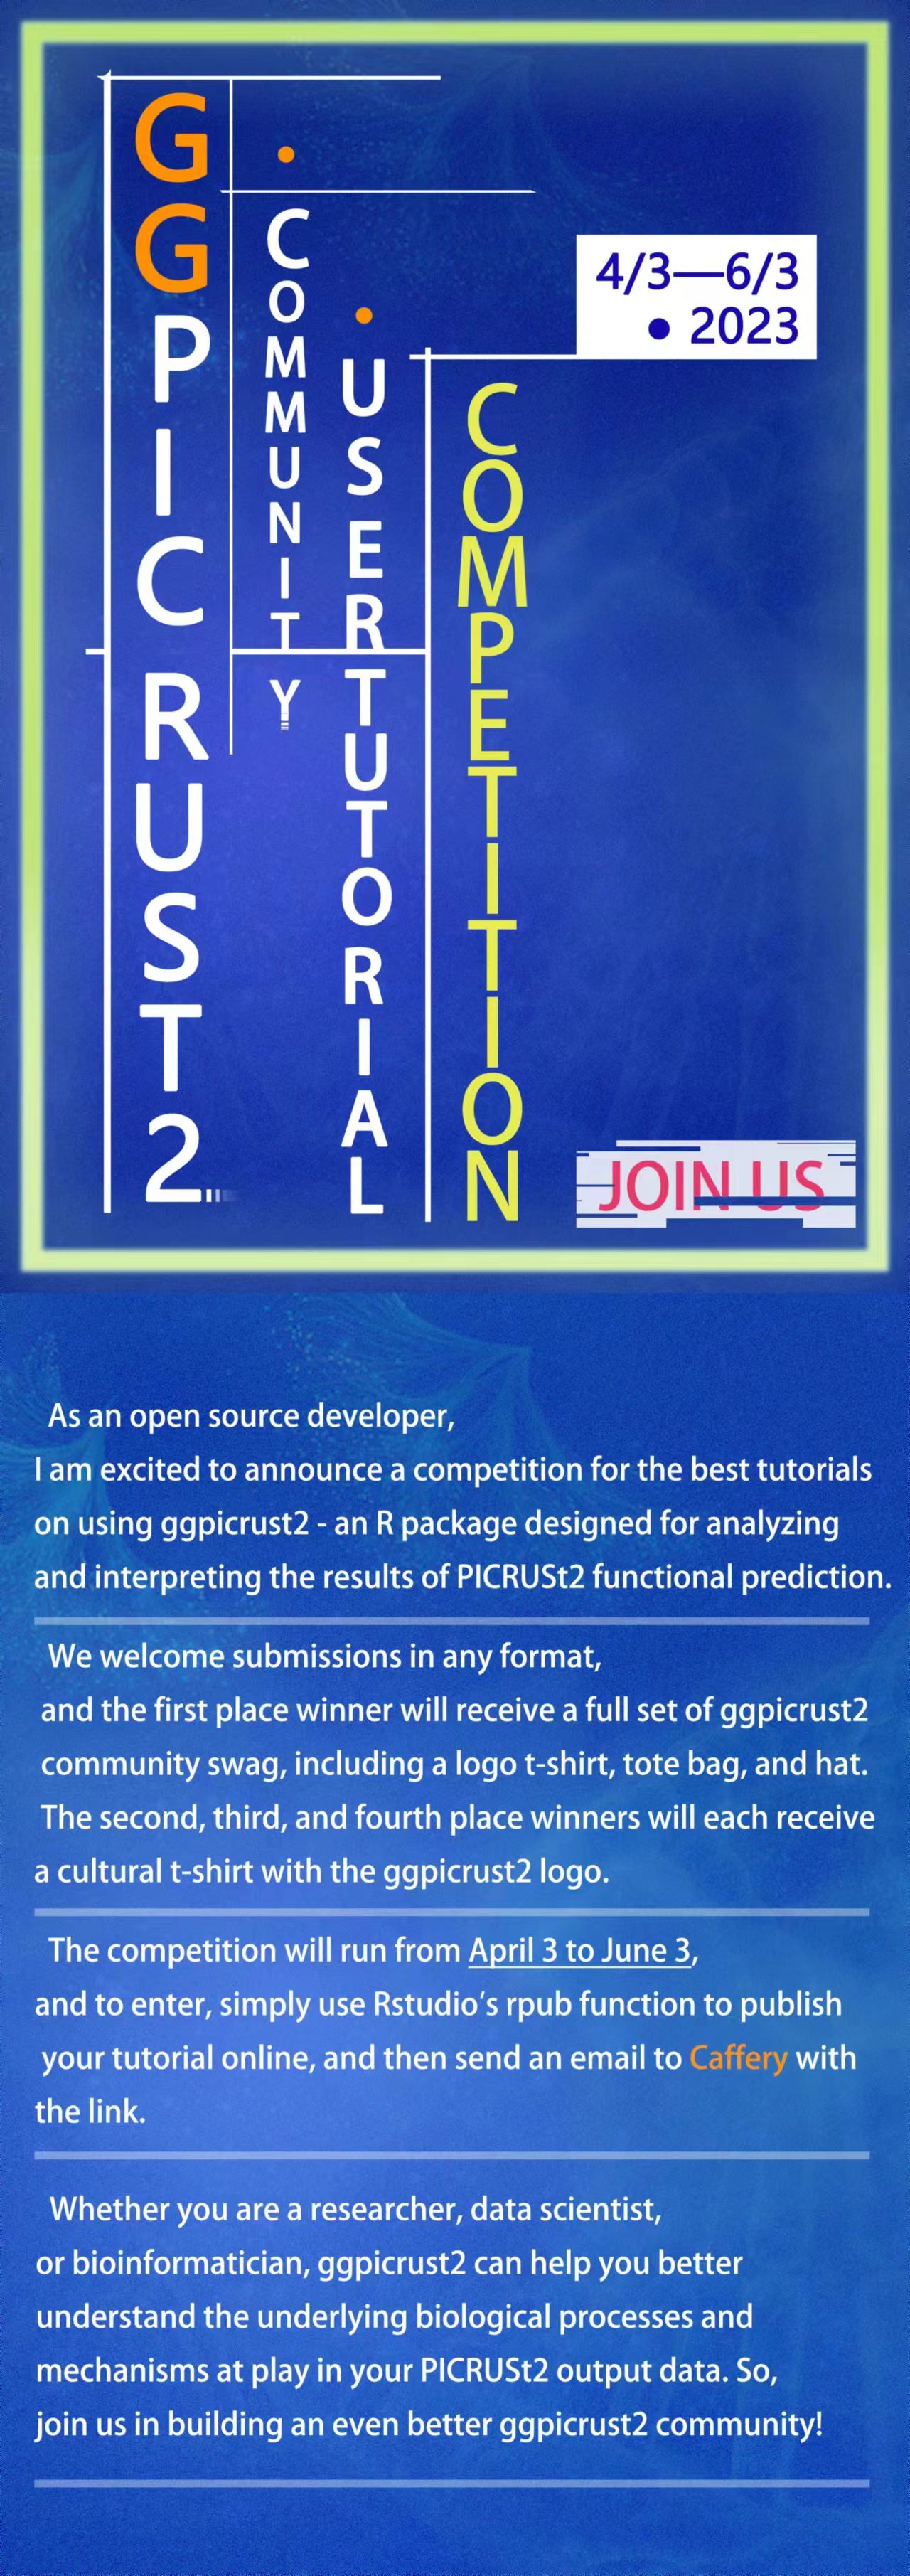 GGPICRUST2
COMMUNITY
USER TUTORIAL
4/3—6/3
• 2023
COMPETITION
JOIN US
As an open source developer,
I am excited to announce a competition for the best tutorials
on using ggpicrust2 - an R package designed for analyzing
and interpreting the results of PICRUSt2 functional prediction.
We welcome submissions in any format,
and the first place winner will receive a full set of ggpicrust2
community swag, including a logo t-shirt, tote bag, and hat.
The second, third, and fourth place winners will each receive
a cultural t-shirt with the ggpicrust2 logo.
The competition will run from April 3 to June 3,
and to enter, simply use Rstudio’s rpub function to publish
your tutorial online, and then send an email to Caffery with
the link.
Whether you are a researcher, data scientist,
or bioinformatician, ggpicrust2 can help you better
understand the underlying biological processes and
mechanisms at play in your PICRUSt2 output data. So,
join us in building an even better ggpicrust2 community!